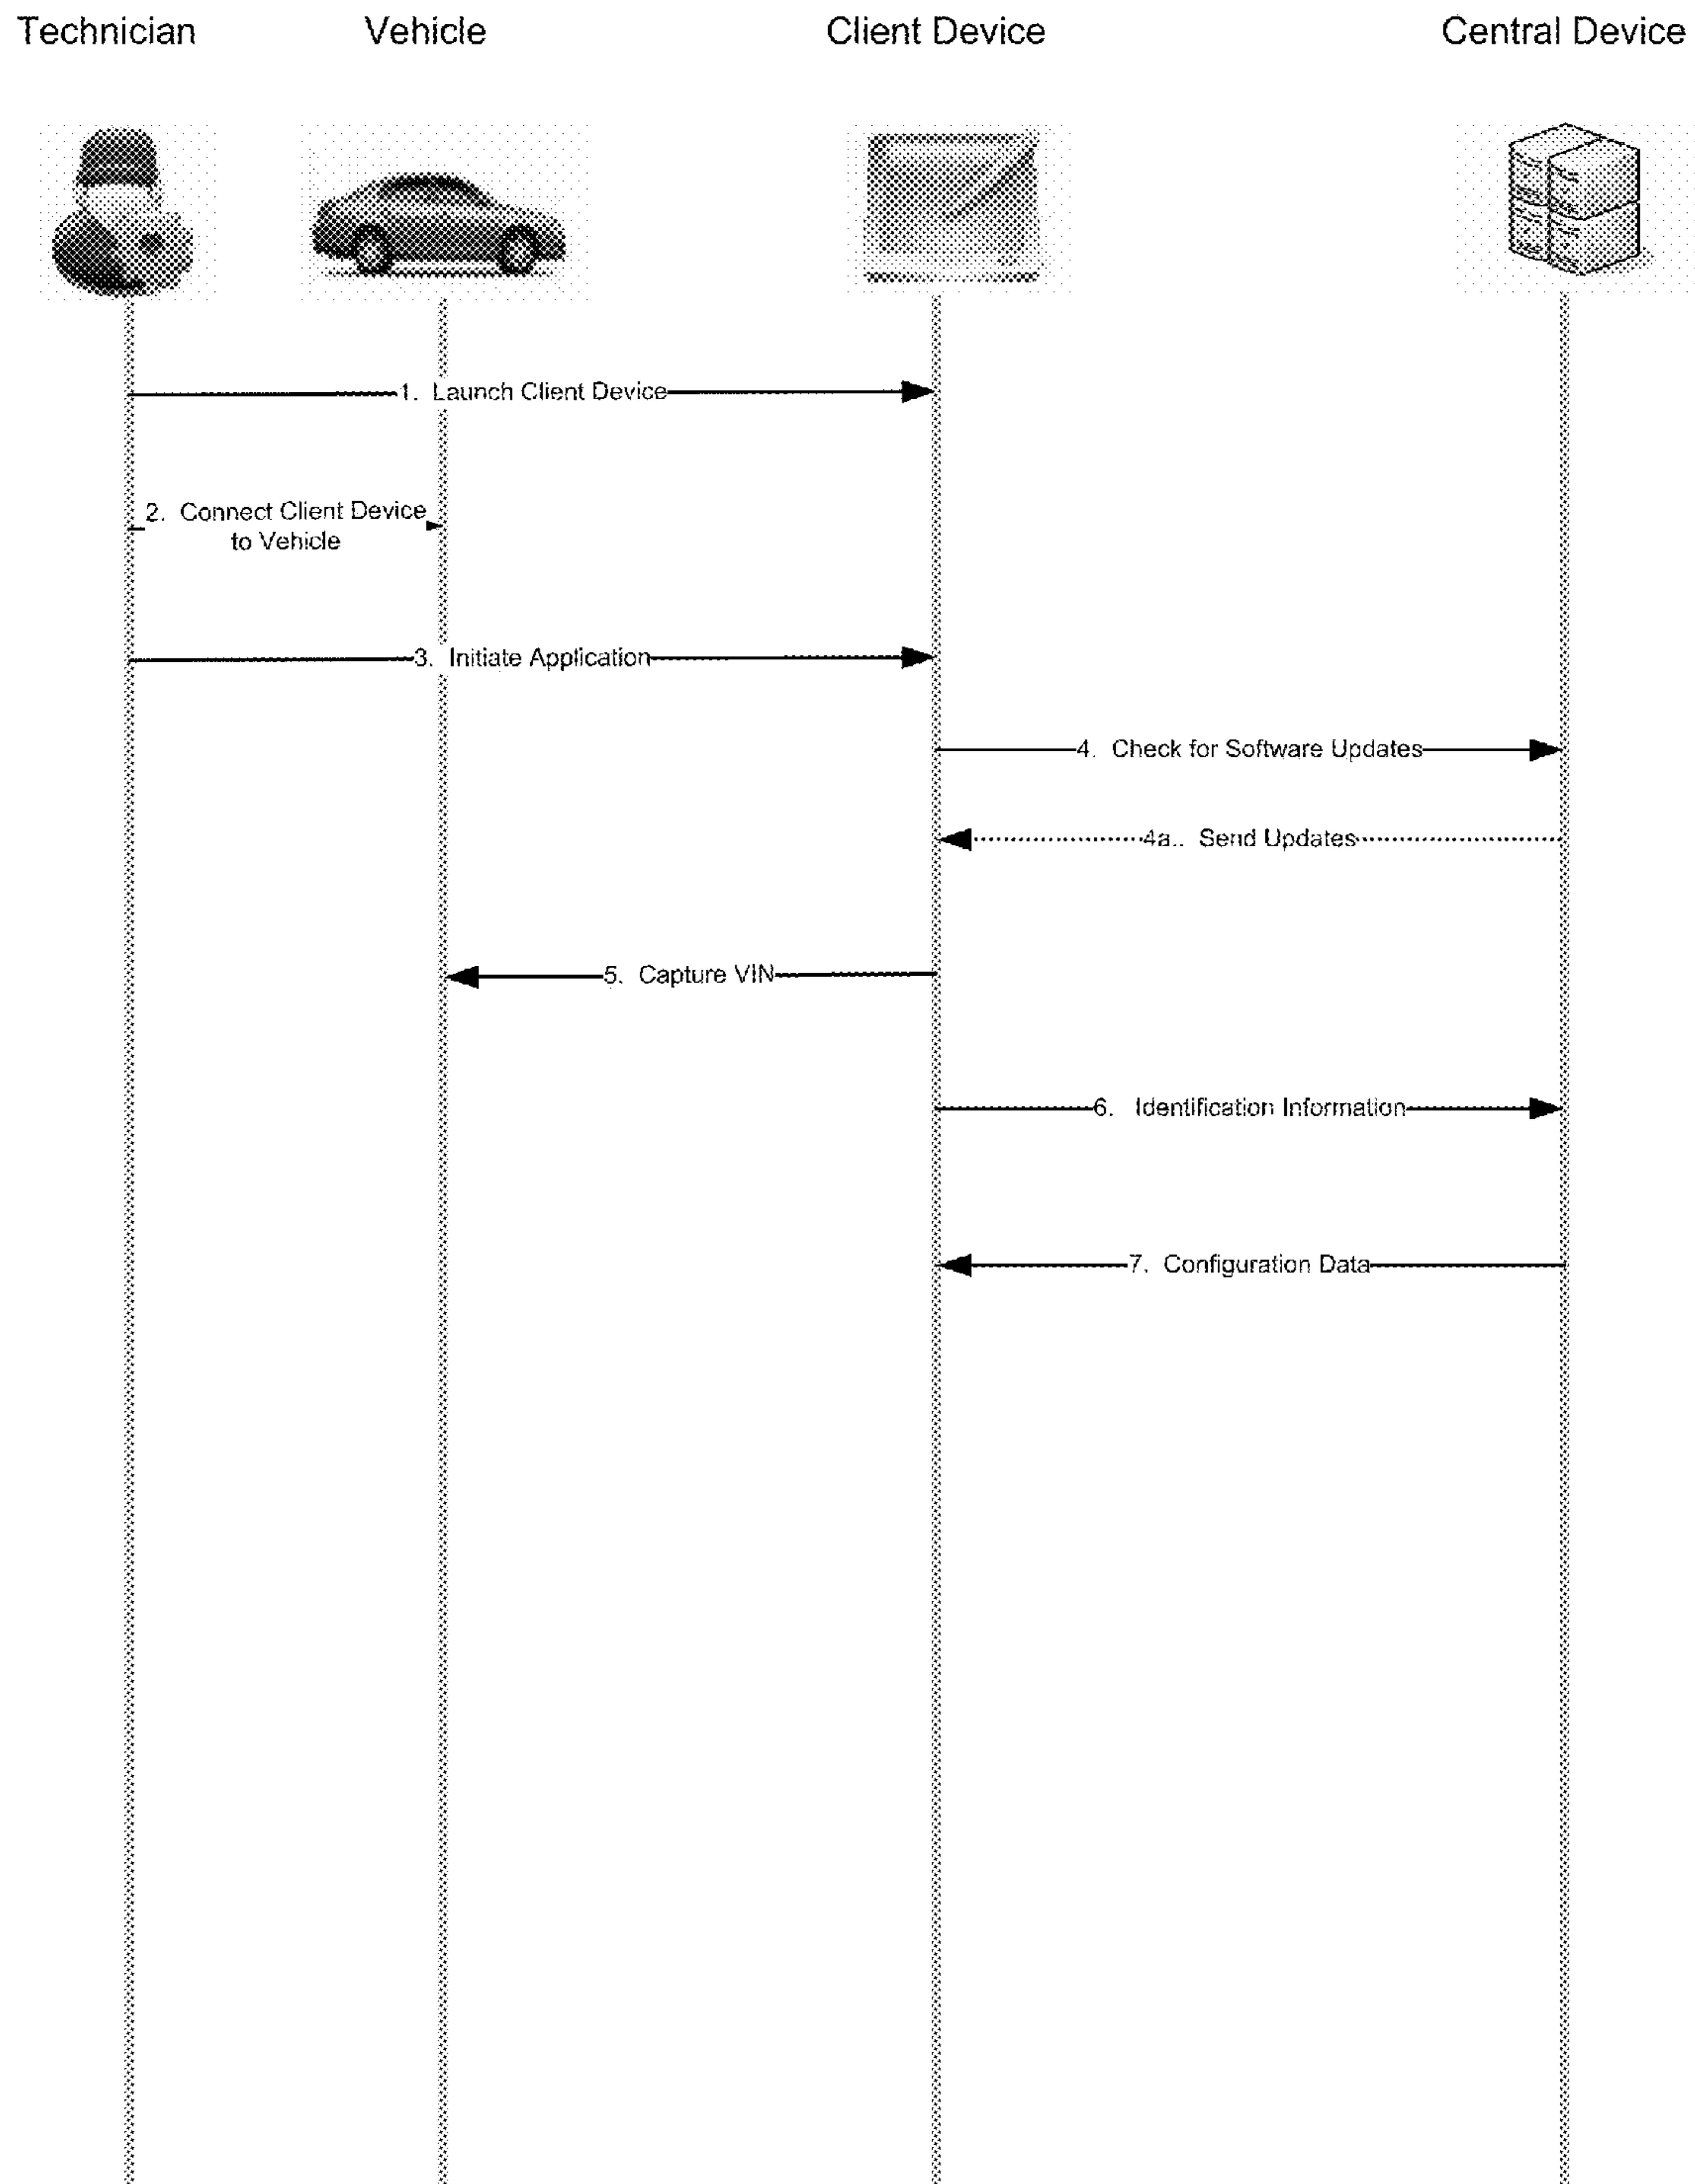 Technician Vehicle Client Device Central Device
1. Launch Client Device
2. Connect Client Device
to Vehicle
3. Initiate Application
4. Check for Software Updates
4a.. Send Updates
5. Capture VIN
6. Identification Information
7. Configuration Data